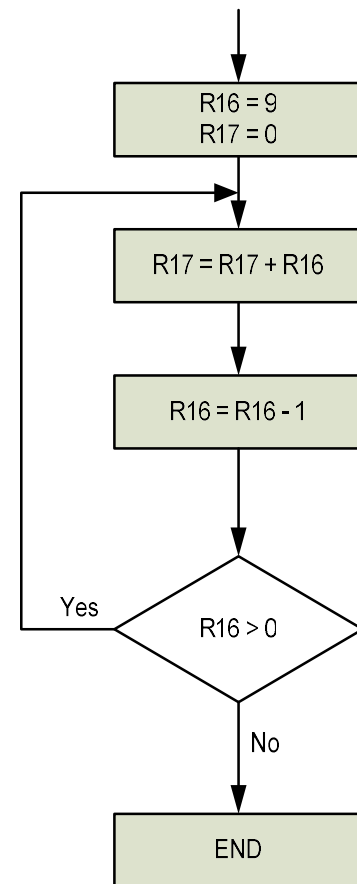 R16 = 9
R17 = 0
R17 = R17 + R16
R16 = R16 - 1
R16 > 0
Yes
No
END